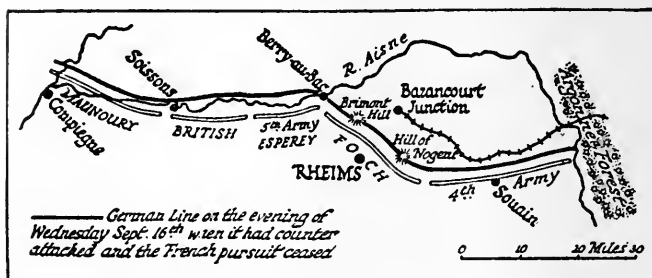 Berry-au-Bac
R. Aisne
Soissons
Bazancourt
Junction
Brimont
Hill
Compiegne
MAUNOURY
BRITISH
5th Army
ESPEREY
FOCH
Hill of
Nogent
RHEIMS
4th Army
Souain
German Line on the evening of
Wednesday Sept. 16th when it had counter
attacked and the French pursuit ceased
0 10 20 Miles 30